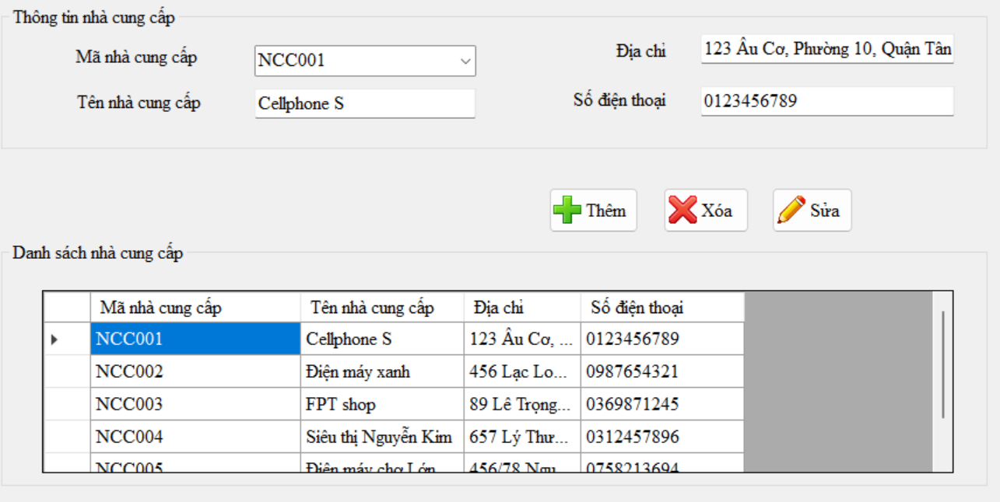 Thông tin nhà cung cấp
Mã nhà cung cấp NCC001 Địa chỉ 123 Âu Cơ, Phường 10, Quận Tân
Tên nhà cung cấp Cellphone S Số điện thoại 0123456789
Thêm Xóa Sửa
Danh sách nhà cung cấp
Mã nhà cung cấp Tên nhà cung cấp Địa chỉ Số điện thoại
NCC001 Cellphone S 123 Âu Cơ, ... 0123456789
NCC002 Điện máy xanh 456 Lạc Lo... 0987654321
NCC003 FPT shop 89 Lê Trọng... 0369871245
NCC004 Siêu thị Nguyễn Kim 657 Lý Thư... 0312457896
NCC005 Điện máy chợ Lớn 456/78 Ngu... 0758213694